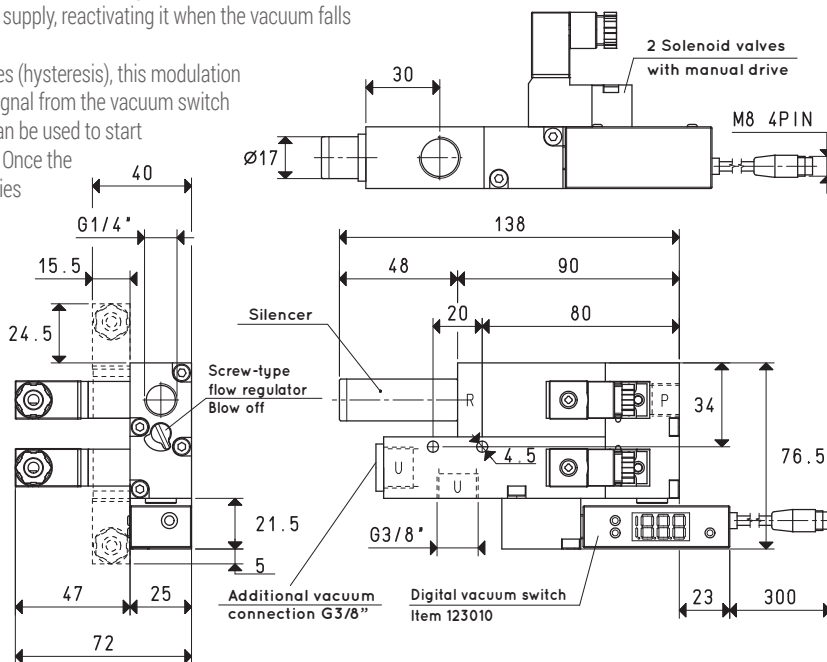 supply, reactivating it when the vacuum falls
es (hysteresis), this modulation
ignal from the vacuum switch
an be used to start
Once the
ies
2 Solenoid valves
with manual drive
30
M8 4PIN
Ø17
40
G1/4"
15.5
24.5
138
48
90
20
80
Silencer
Screw-type
flow regulator
Blow off
R
P
34
4.5
76.5
U
U
G3/8"
21.5
5
47
25
72
Additional vacuum
connection G3/8"
Digital vacuum switch
Item 123010
23
300